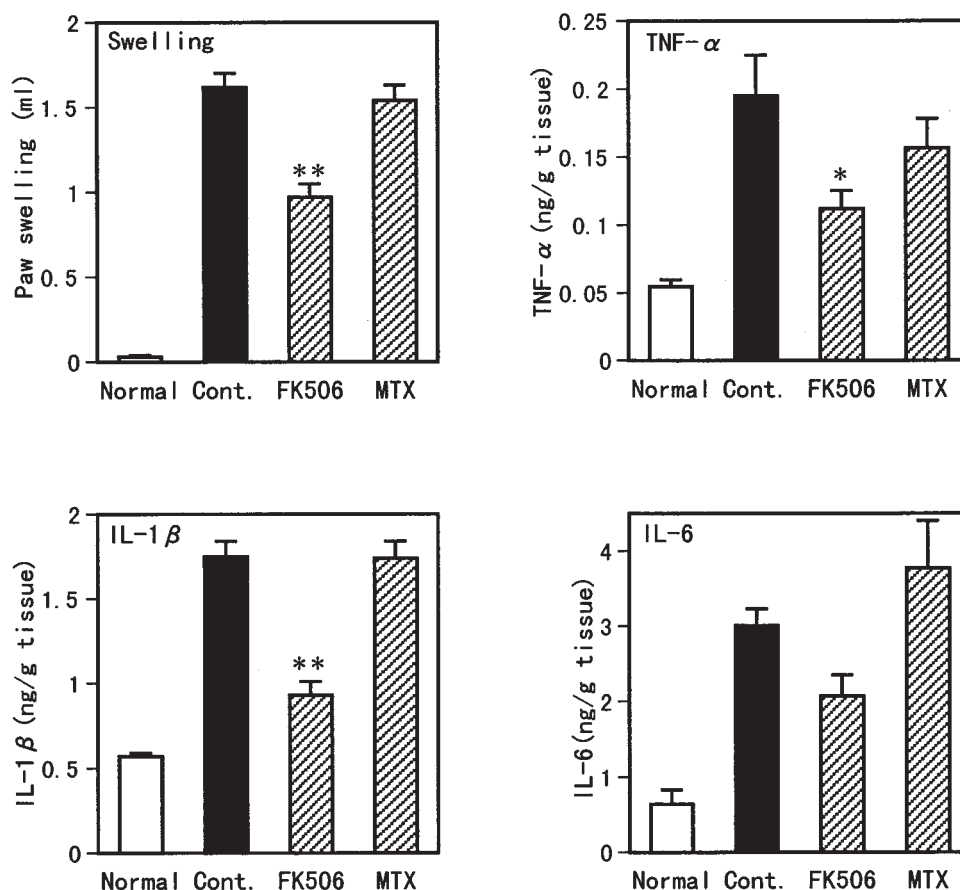 Swelling
Paw swelling (ml)
2
1.5
1
0.5
0
**
Normal Cont. FK506 MTX
TNF-α
TNF-α (ng/g tissue)
0.25
0.2
0.15
0.1
0.05
0
*
Normal Cont. FK506 MTX
IL-1β
IL-1β (ng/g tissue)
2
1.5
1
0.5
0
**
Normal Cont. FK506 MTX
IL-6
IL-6 (ng/g tissue)
4
3
2
1
0
Normal Cont. FK506 MTX